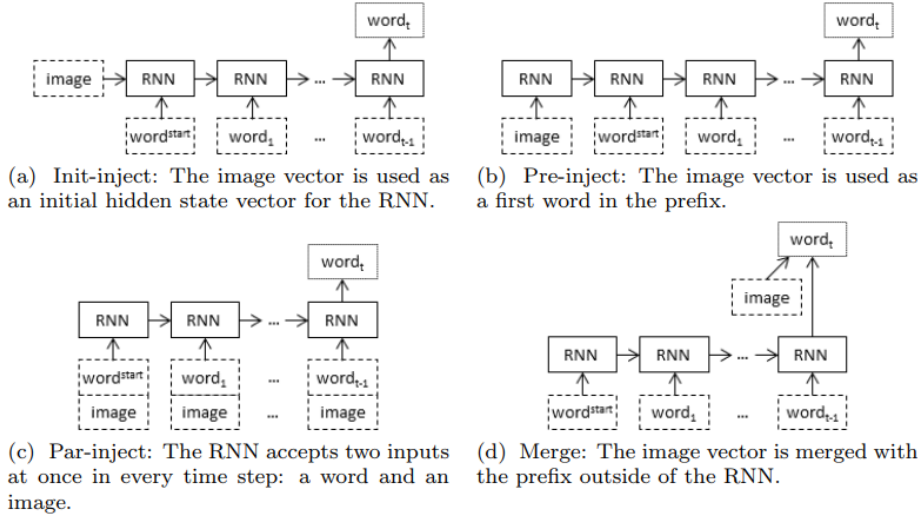 word_t
image RNN RNN ... RNN
word^start word_1 ... word_t-1
(a) Init-inject: The image vector is used as
an initial hidden state vector for the RNN.
word_t
RNN RNN RNN ... RNN
image word^start word_1 ... word_t-1
(b) Pre-inject: The image vector is used as
a first word in the prefix.
word_t
RNN RNN ... RNN
word^start word_1 ... word_t-1
image image ... image
(c) Par-inject: The RNN accepts two inputs
at once in every time step: a word and an
image.
word_t
image
RNN RNN ... RNN
word^start word_1 ... word_t-1
(d) Merge: The image vector is merged with
the prefix outside of the RNN.